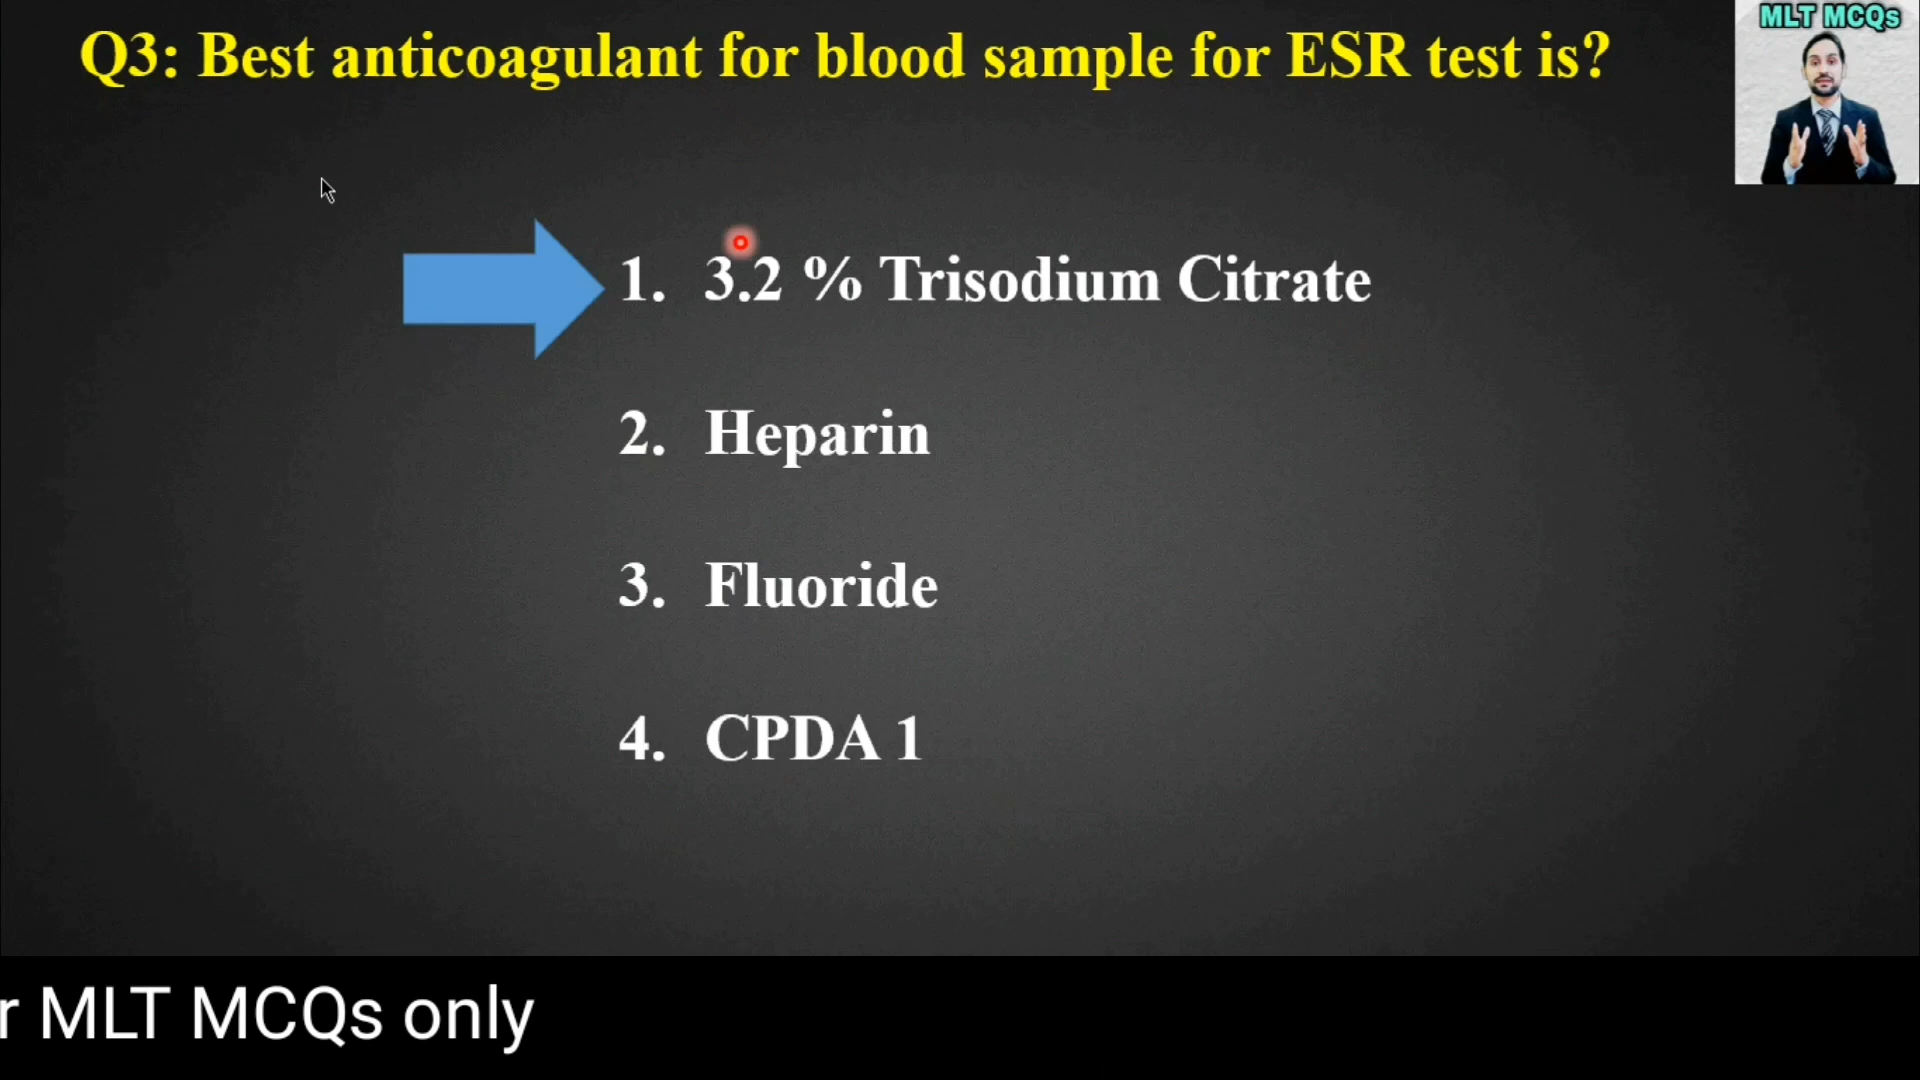 Q3: Best anticoagulant for blood sample for ESR test is?
MLT MCQs
1. 3.2 % Trisodium Citrate
2. Heparin
3. Fluoride
4. CPDA 1
r MLT MCQs only